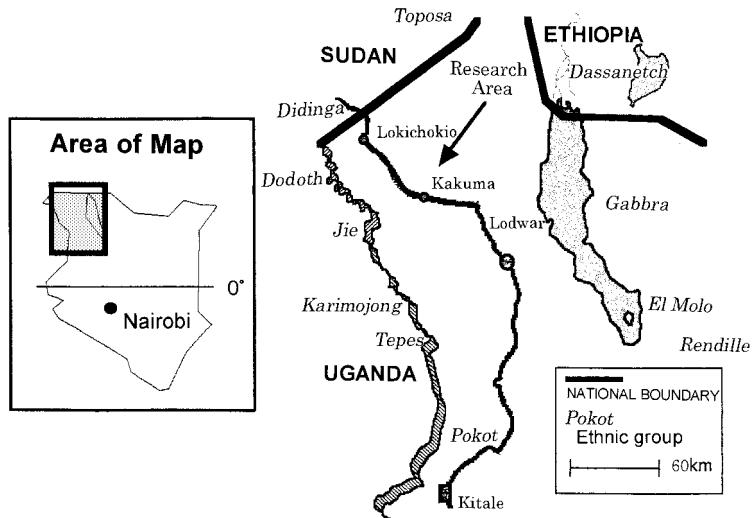 Toposa
SUDAN
ETHIOPIA
Research
Area
Dassanetch
Didinga
Lokichokio
Area of Map
Dodoth
Kakuma
Gabbra
Jie
Lodwar
0°
Nairobi
Karimojong
El Molo
Tepes
Rendille
UGANDA
NATIONAL BOUNDARY
Pokot
Ethnic group
60km
Pokot
Kitale